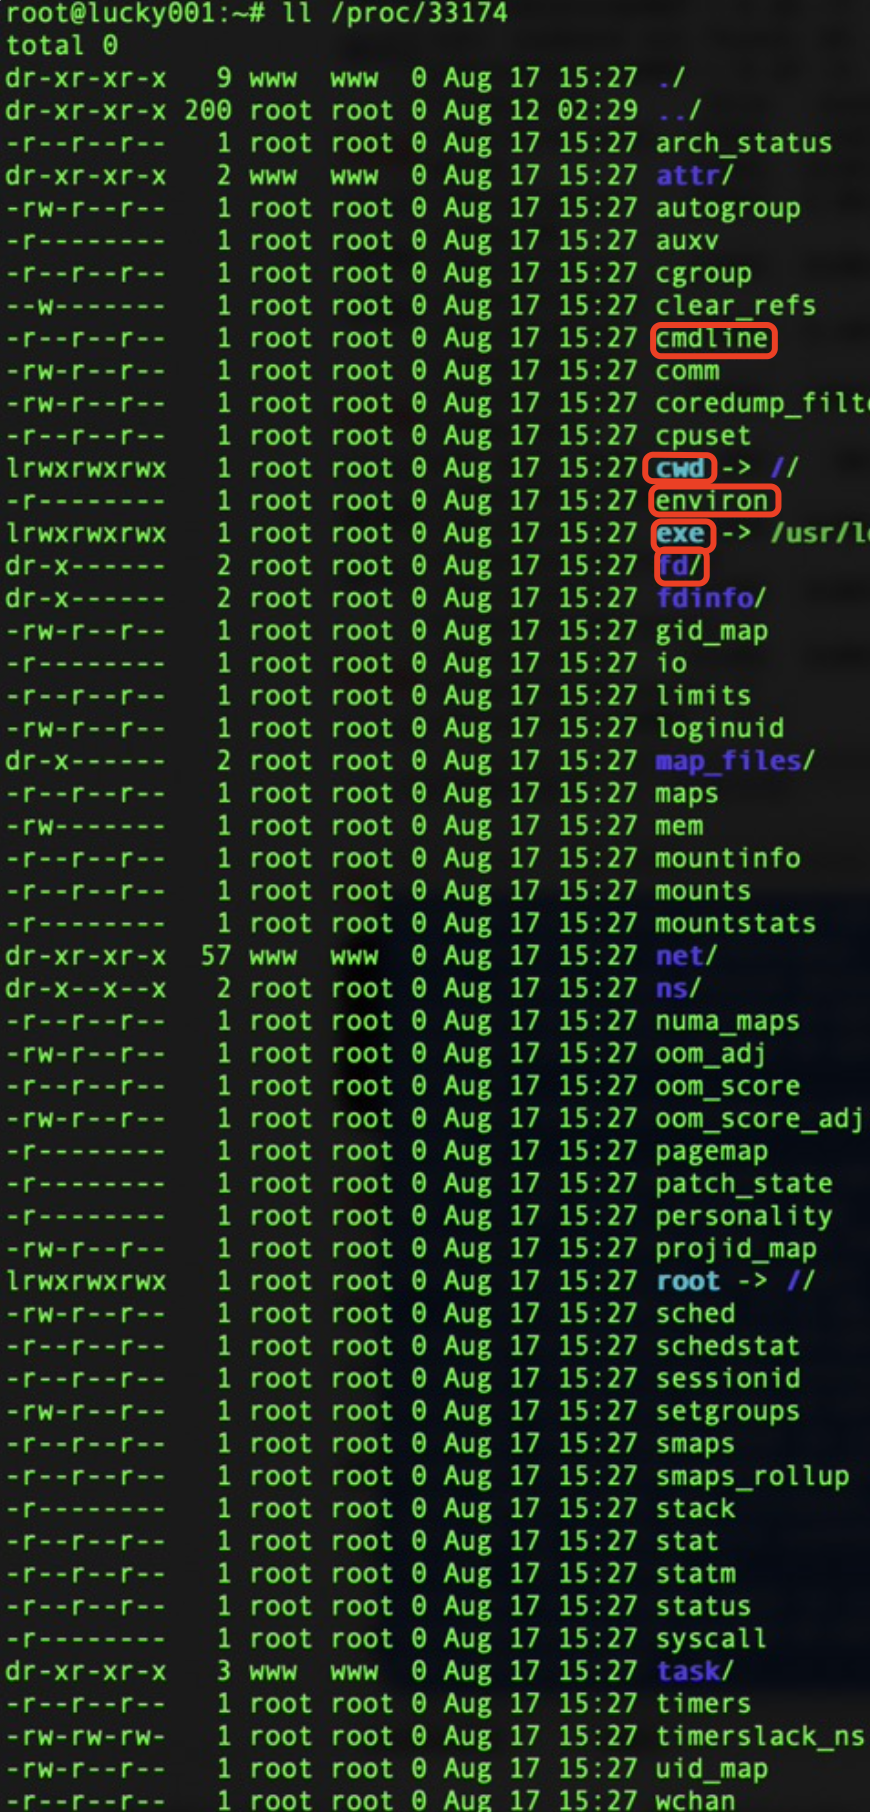 root@lucky001:~# ll /proc/33174
total 0
dr-xr-xr-x   9 www  www  0 Aug 17 15:27 ./
dr-xr-xr-x 200 root root 0 Aug 12 02:29 ../
-r--r--r--   1 root root 0 Aug 17 15:27 arch_status
dr-xr-xr-x   2 www  www  0 Aug 17 15:27 attr/
-rw-r--r--   1 root root 0 Aug 17 15:27 autogroup
-r--------   1 root root 0 Aug 17 15:27 auxv
-r--r--r--   1 root root 0 Aug 17 15:27 cgroup
--w-------   1 root root 0 Aug 17 15:27 clear_refs
-r--r--r--   1 root root 0 Aug 17 15:27 cmdline
-rw-r--r--   1 root root 0 Aug 17 15:27 comm
-rw-r--r--   1 root root 0 Aug 17 15:27 coredump_filt
-r--r--r--   1 root root 0 Aug 17 15:27 cpuset
lrwxrwxrwx   1 root root 0 Aug 17 15:27 cwd -> //
-r--------   1 root root 0 Aug 17 15:27 environ
lrwxrwxrwx   1 root root 0 Aug 17 15:27 exe -> /usr/l
dr-x------   2 root root 0 Aug 17 15:27 fd/
dr-x------   2 root root 0 Aug 17 15:27 fdinfo/
-rw-r--r--   1 root root 0 Aug 17 15:27 gid_map
-r--------   1 root root 0 Aug 17 15:27 io
-r--r--r--   1 root root 0 Aug 17 15:27 limits
-rw-r--r--   1 root root 0 Aug 17 15:27 loginuid
dr-x------   2 root root 0 Aug 17 15:27 map_files/
-r--r--r--   1 root root 0 Aug 17 15:27 maps
-rw-------   1 root root 0 Aug 17 15:27 mem
-r--r--r--   1 root root 0 Aug 17 15:27 mountinfo
-r--r--r--   1 root root 0 Aug 17 15:27 mounts
-r--------   1 root root 0 Aug 17 15:27 mountstats
dr-xr-xr-x  57 www  www  0 Aug 17 15:27 net/
dr-x--x--x   2 root root 0 Aug 17 15:27 ns/
-r--r--r--   1 root root 0 Aug 17 15:27 numa_maps
-rw-r--r--   1 root root 0 Aug 17 15:27 oom_adj
-r--r--r--   1 root root 0 Aug 17 15:27 oom_score
-rw-r--r--   1 root root 0 Aug 17 15:27 oom_score_adj
-r--------   1 root root 0 Aug 17 15:27 pagemap
-r--------   1 root root 0 Aug 17 15:27 patch_state
-r--------   1 root root 0 Aug 17 15:27 personality
-rw-r--r--   1 root root 0 Aug 17 15:27 projid_map
lrwxrwxrwx   1 root root 0 Aug 17 15:27 root -> //
-rw-r--r--   1 root root 0 Aug 17 15:27 sched
-r--r--r--   1 root root 0 Aug 17 15:27 schedstat
-r--r--r--   1 root root 0 Aug 17 15:27 sessionid
-rw-r--r--   1 root root 0 Aug 17 15:27 setgroups
-r--r--r--   1 root root 0 Aug 17 15:27 smaps
-r--r--r--   1 root root 0 Aug 17 15:27 smaps_rollup
-r--------   1 root root 0 Aug 17 15:27 stack
-r--r--r--   1 root root 0 Aug 17 15:27 stat
-r--r--r--   1 root root 0 Aug 17 15:27 statm
-r--r--r--   1 root root 0 Aug 17 15:27 status
-r--------   1 root root 0 Aug 17 15:27 syscall
dr-xr-xr-x   3 www  www  0 Aug 17 15:27 task/
-r--r--r--   1 root root 0 Aug 17 15:27 timers
-rw-rw-rw-   1 root root 0 Aug 17 15:27 timerslack_ns
-rw-r--r--   1 root root 0 Aug 17 15:27 uid_map
-r--r--r--   1 root root 0 Aug 17 15:27 wchan